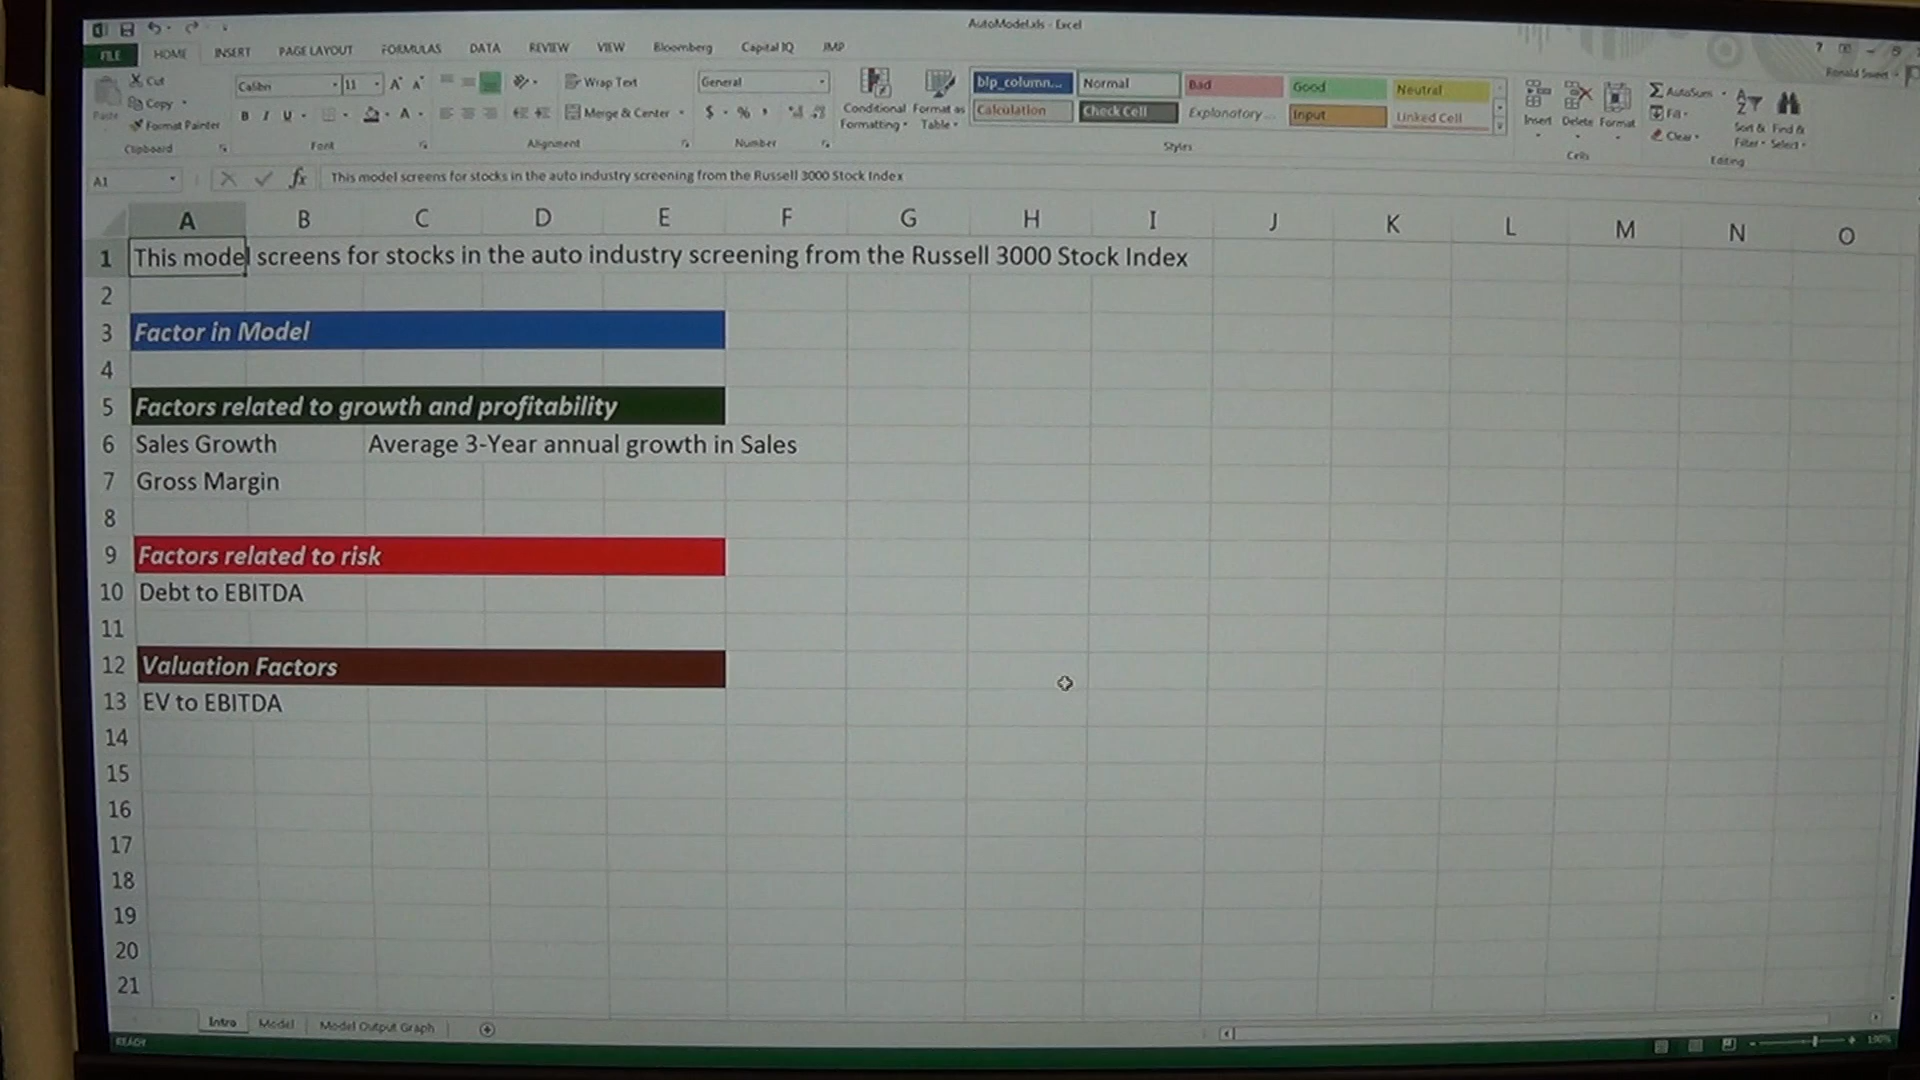 AutoModel.xls - Excel
FILE HOME INSERT PAGE LAYOUT FORMULAS DATA REVIEW VIEW Bloomberg Capital IQ JMP
Ronald Sweet
Cut
Copy
Format Painter
Paste
Clipboard
Calibri 11
B I U
Font
Wrap Text
Merge & Center
Alignment
General
$ % ,
Number
Conditional Formatting
Format as Table
blp_column... Normal Bad Good Neutral
Calculation Check Cell Explanatory ... Input Linked Cell
Styles
Insert Delete Format
Cells
AutoSum
Fill
Clear
Sort & Filter
Find & Select
Editing
A1 fx This model screens for stocks in the auto industry screening from the Russell 3000 Stock Index
A B C D E F G H I J K L M N O
1 This model screens for stocks in the auto industry screening from the Russell 3000 Stock Index
2
3 Factor in Model
4
5 Factors related to growth and profitability
6 Sales Growth Average 3-Year annual growth in Sales
7 Gross Margin
8
9 Factors related to risk
10 Debt to EBITDA
11
12 Valuation Factors
13 EV to EBITDA
14
15
16
17
18
19
20
21
Intro Model Model Output Graph
READY